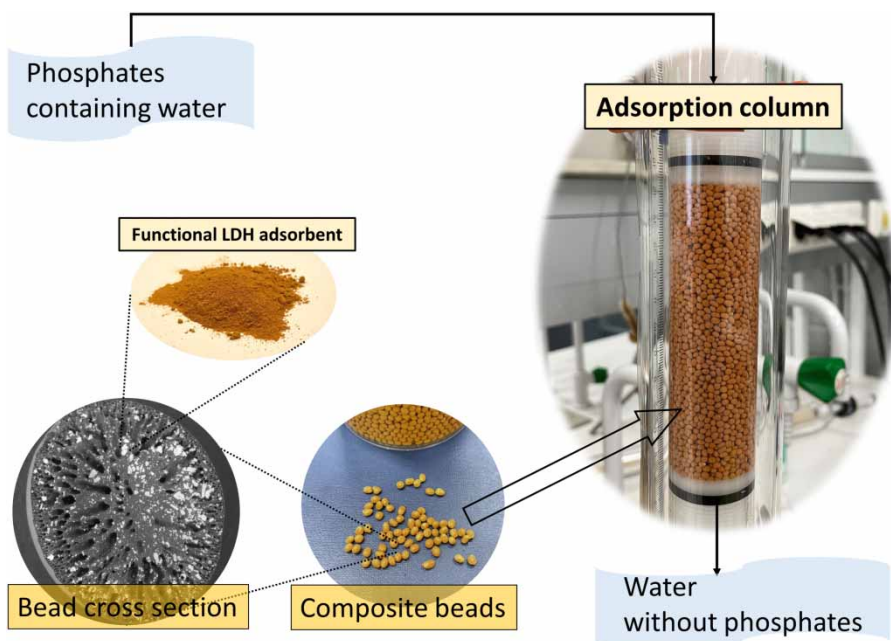 Phosphates
containing water
Adsorption column
Functional LDH adsorbent
Bead cross section
Composite beads
Water
without phosphates